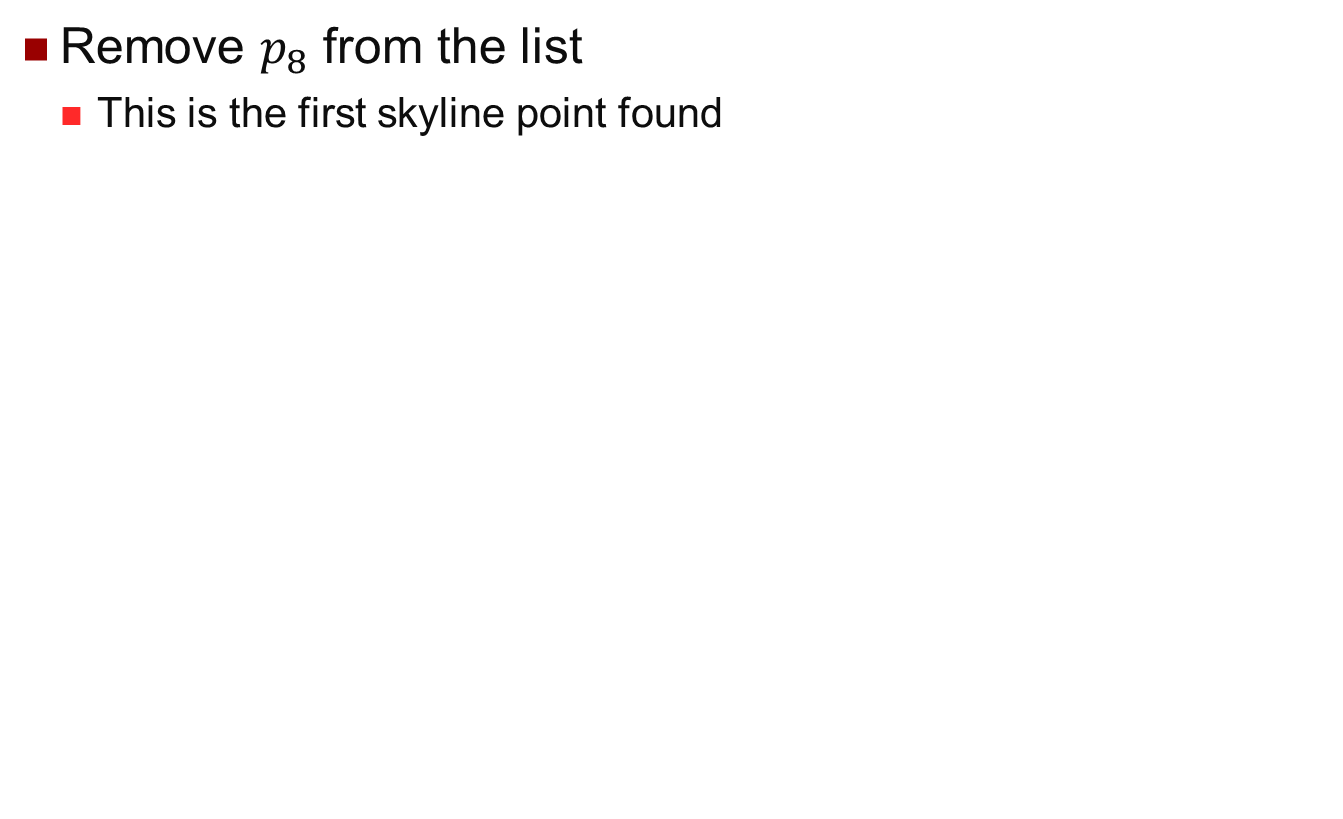 Remove p₈ from the list
This is the first skyline point found